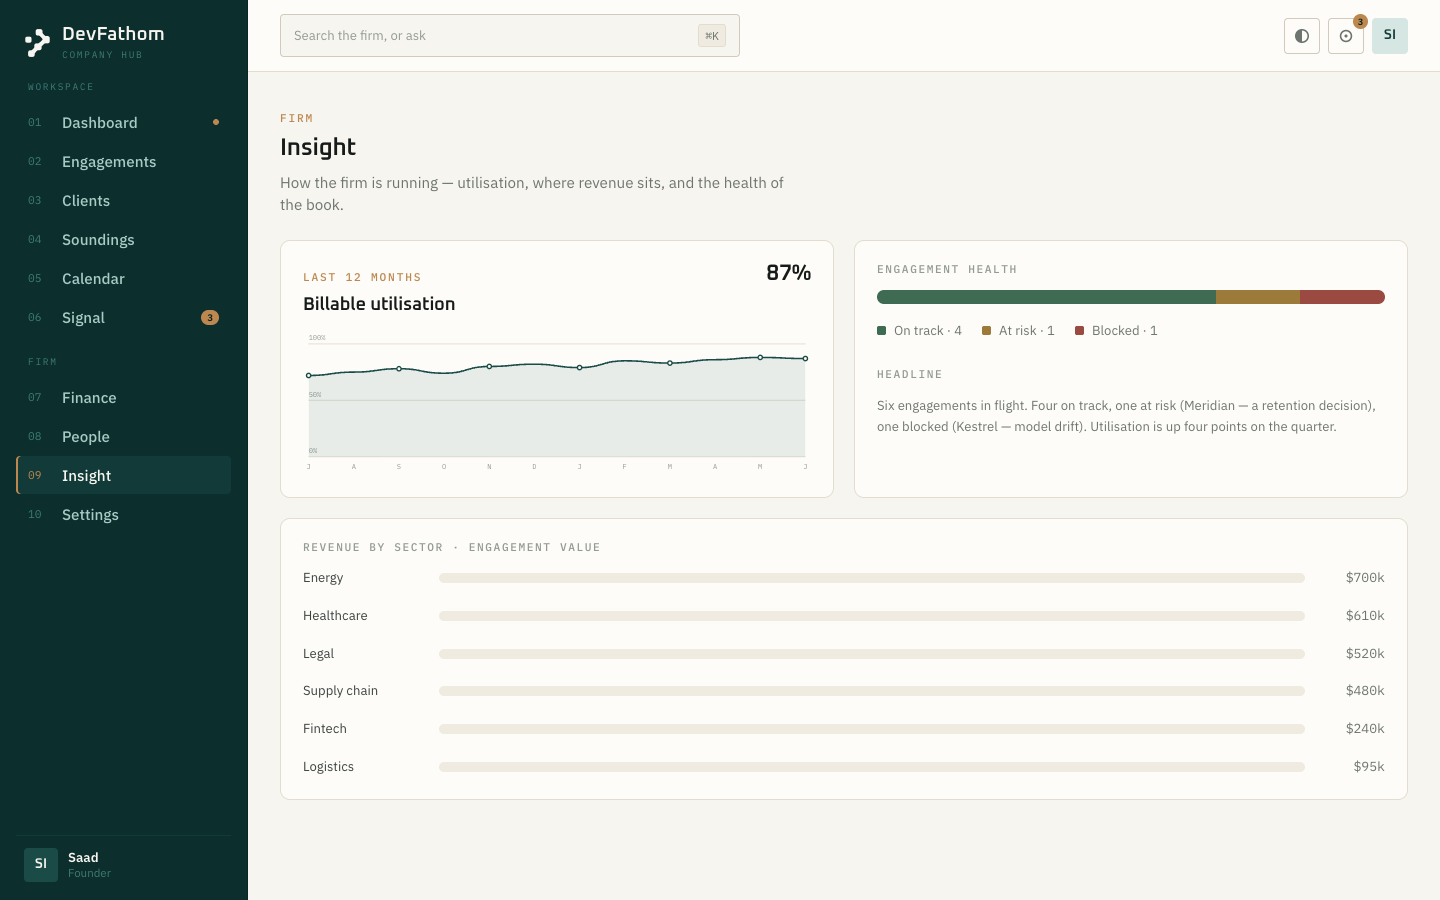 DevFathom
COMPANY HUB
WORKSPACE
01 Dashboard
02 Engagements
03 Clients
04 Soundings
05 Calendar
06 Signal 3
FIRM
07 Finance
08 People
09 Insight
10 Settings
SI Saad
Founder
Search the firm, or ask ⌘K
3
SI
FIRM
Insight
How the firm is running — utilisation, where revenue sits, and the health of
the book.
LAST 12 MONTHS
87%
Billable utilisation
100%
50%
0%
J A S O N D J F M A M J
ENGAGEMENT HEALTH
On track · 4 At risk · 1 Blocked · 1
HEADLINE
Six engagements in flight. Four on track, one at risk (Meridian — a retention decision),
one blocked (Kestrel — model drift). Utilisation is up four points on the quarter.
REVENUE BY SECTOR · ENGAGEMENT VALUE
Energy $700k
Healthcare $610k
Legal $520k
Supply chain $480k
Fintech $240k
Logistics $95k